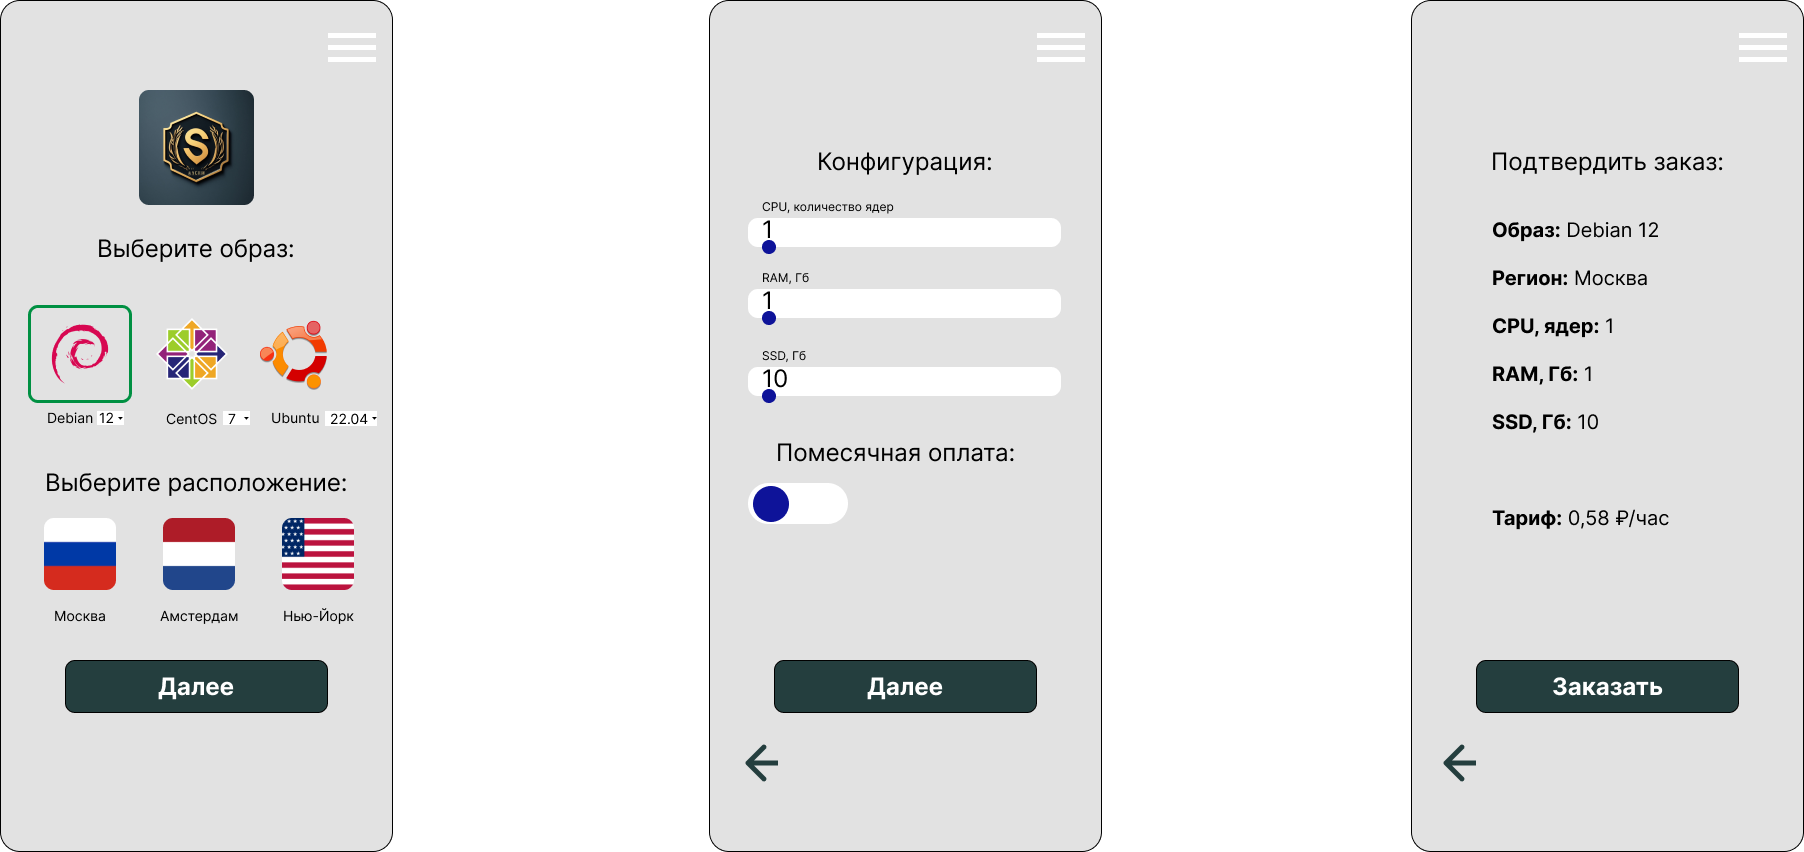 S
Выберите образ:
Debian 12
CentOS 7
Ubuntu 22.04
Выберите расположение:
Москва
Амстердам
Нью-Йорк
Далее
Конфигурация:
CPU, количество ядер
1
RAM, Гб
1
SSD, Гб
10
Помесячная оплата:
Далее
Подтвердить заказ:
Образ: Debian 12
Регион: Москва
CPU, ядер: 1
RAM, Гб: 1
SSD, Гб: 10
Тариф: 0,58 ₽/час
Заказать